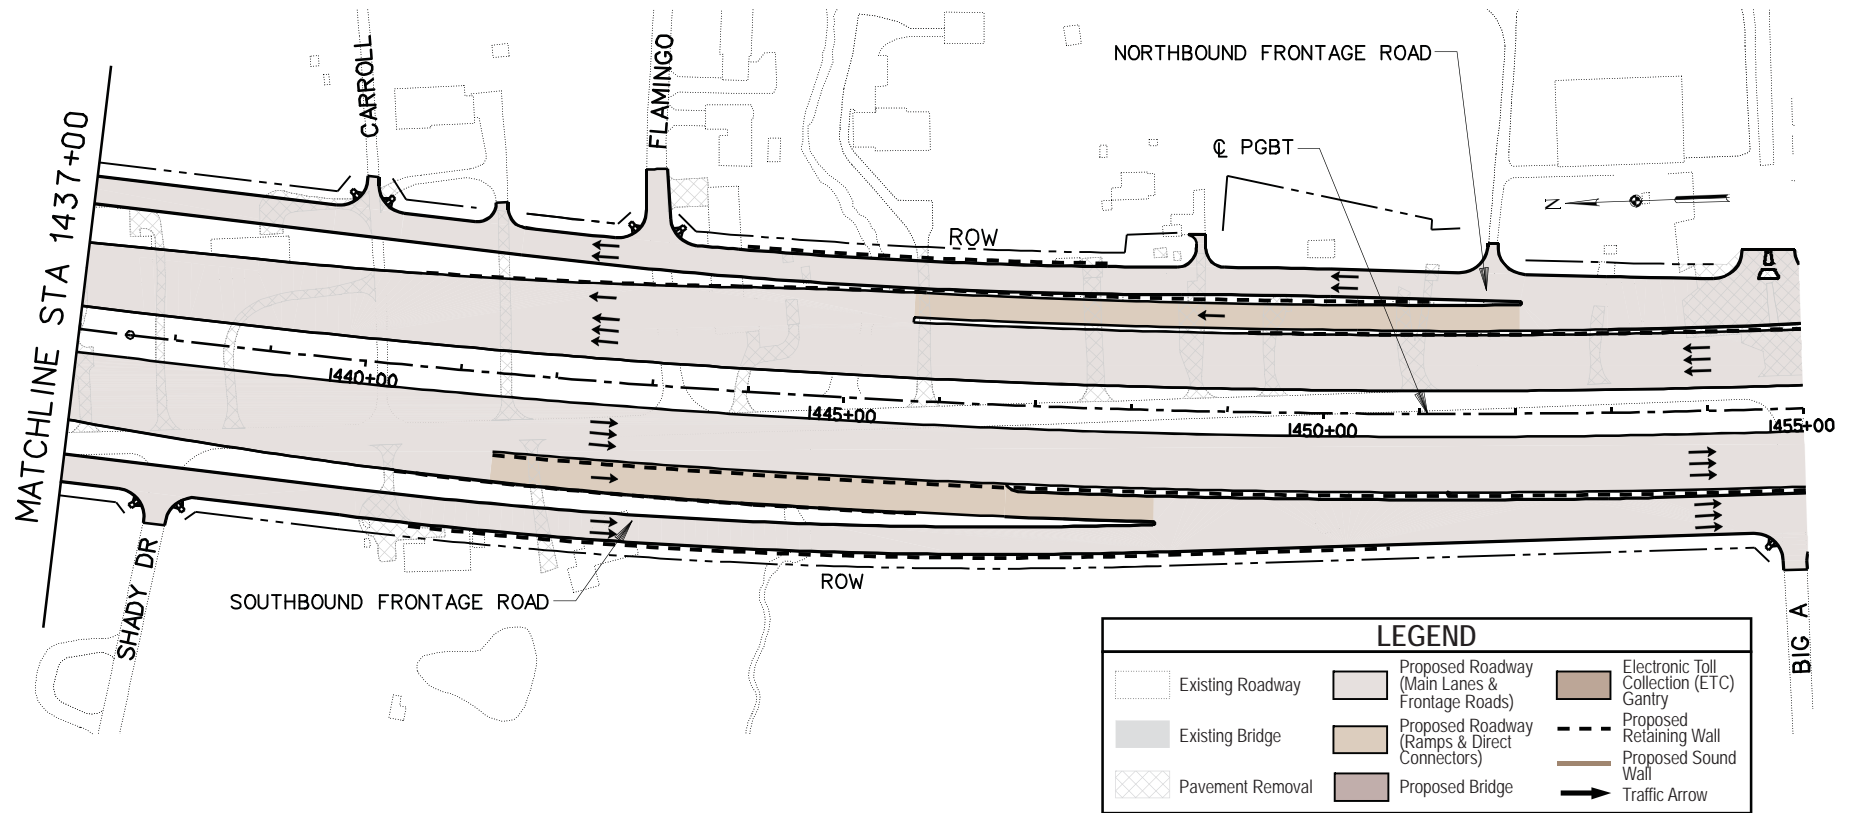 NORTHBOUND FRONTAGE ROAD
CARROLL
FLAMINGO
MATCHLINE STA 1437+00
℄ PGBT
N
ROW
1440+00
1445+00
1450+00
1455+00
ROW
SOUTHBOUND FRONTAGE ROAD
SHADY DR
BIG A
LEGEND
Existing Roadway
Existing Bridge
Pavement Removal
Proposed Roadway
(Main Lanes &
Frontage Roads)
Proposed Roadway
(Ramps & Direct
Connectors)
Proposed Bridge
Electronic Toll
Collection (ETC)
Gantry
Proposed
Retaining Wall
Proposed Sound
Wall
Traffic Arrow